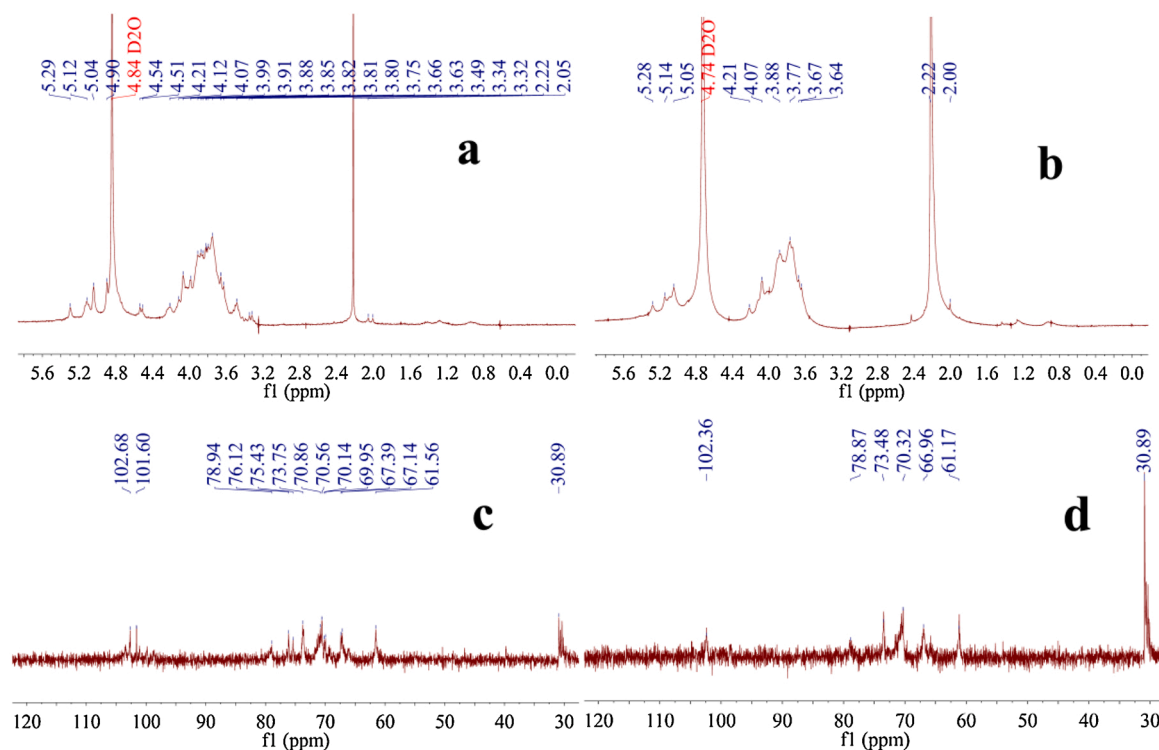 5.29 5.12 5.04 4.90 4.84 D2O 4.54 4.51 4.21 4.12 4.07 3.99 3.91 3.88 3.85 3.82 3.81 3.80 3.75 3.66 3.63 3.49 3.34 3.32 2.22 2.05
a
5.6 5.2 4.8 4.4 4.0 3.6 3.2 2.8 2.4 2.0 1.6 1.2 0.8 0.4 0.0
f1 (ppm)
5.28 5.14 5.05 4.74 D2O 4.21 4.07 3.88 3.77 3.67 3.64 2.22 2.00
b
5.6 5.2 4.8 4.4 4.0 3.6 3.2 2.8 2.4 2.0 1.6 1.2 0.8 0.4 0.0
f1 (ppm)
102.68 101.60 78.94 76.12 75.43 73.75 70.86 70.56 70.14 69.95 67.39 67.14 61.56 30.89
c
120 110 100 90 80 70 60 50 40 30
f1 (ppm)
102.36 78.87 73.48 70.32 66.96 61.17 30.89
d
120 110 100 90 80 70 60 50 40 30
f1 (ppm)